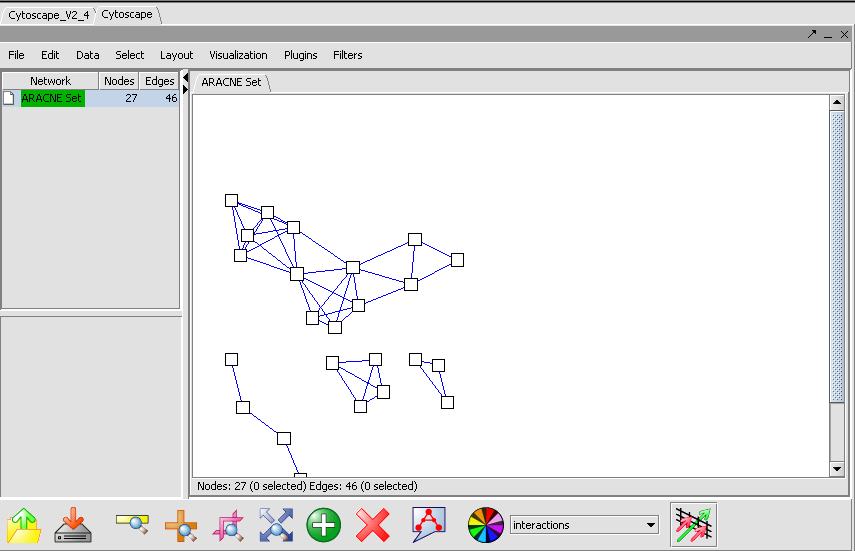 Cytoscape_V2_4 Cytoscape
File Edit Data Select Layout Visualization Plugins Filters
Network Nodes Edges
ARACNE Set
ARACNE Set 27 46
Nodes: 27 (0 selected) Edges: 46 (0 selected)
interactions